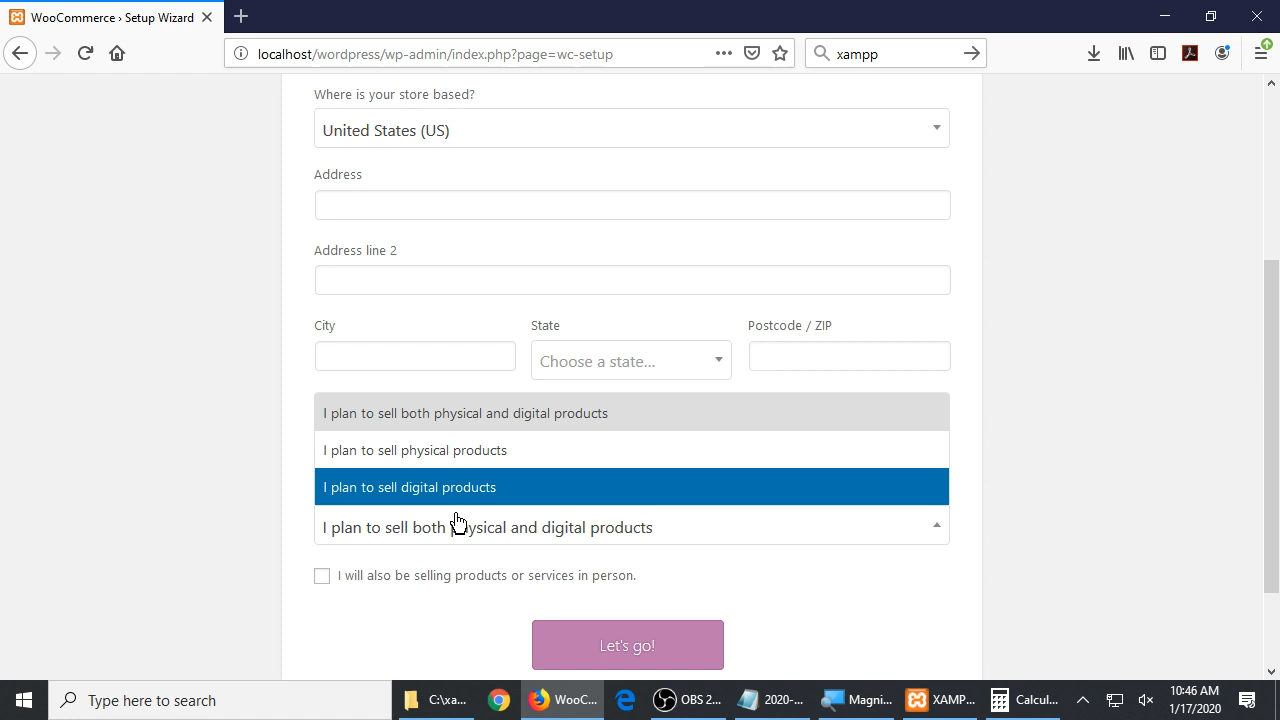 WooCommerce › Setup Wizard
localhost/wordpress/wp-admin/index.php?page=wc-setup
xampp
Where is your store based?
United States (US)
Address
Address line 2
City State Postcode / ZIP
Choose a state...
I plan to sell both physical and digital products
I plan to sell physical products
I plan to sell digital products
I plan to sell both physical and digital products
I will also be selling products or services in person.
Let's go!
Type here to search
C:\xa...
WooC...
OBS 2...
2020-...
Magni...
XAMP...
Calcul...
10:46 AM
1/17/2020